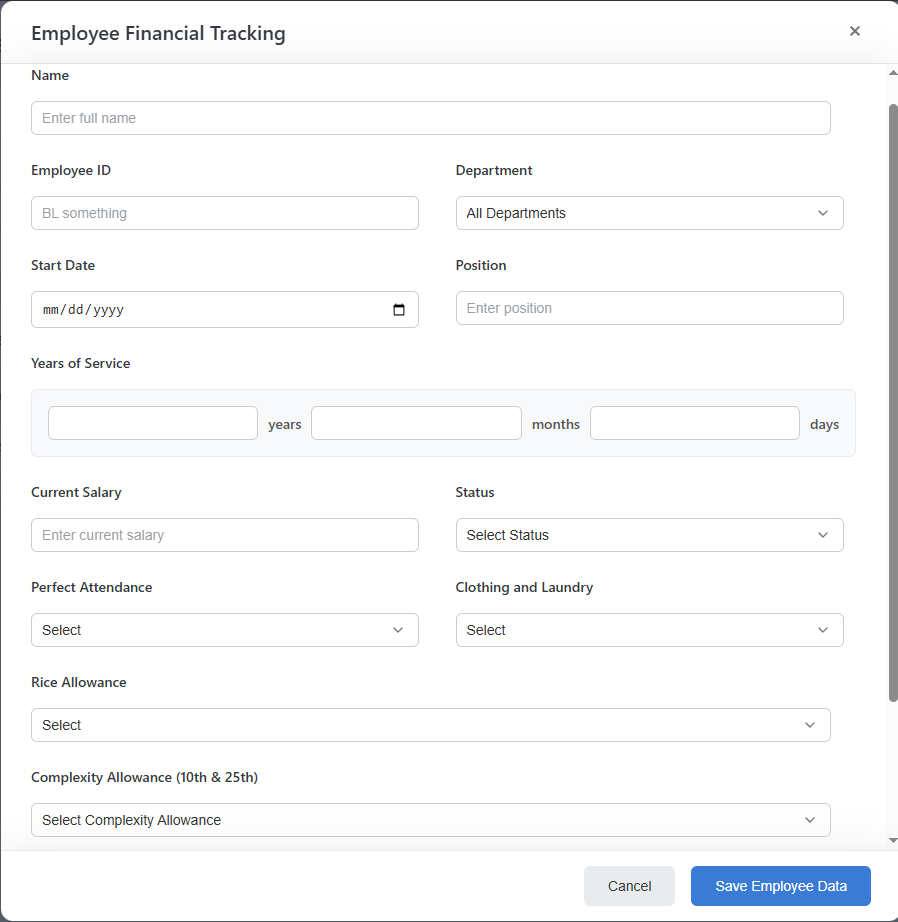 Employee Financial Tracking ×
Name
Enter full name
Employee ID Department
BL something All Departments
Start Date Position
mm/dd/yyyy Enter position
Years of Service
years months days
Current Salary Status
Enter current salary Select Status
Perfect Attendance Clothing and Laundry
Select Select
Rice Allowance
Select
Complexity Allowance (10th & 25th)
Select Complexity Allowance
Cancel Save Employee Data